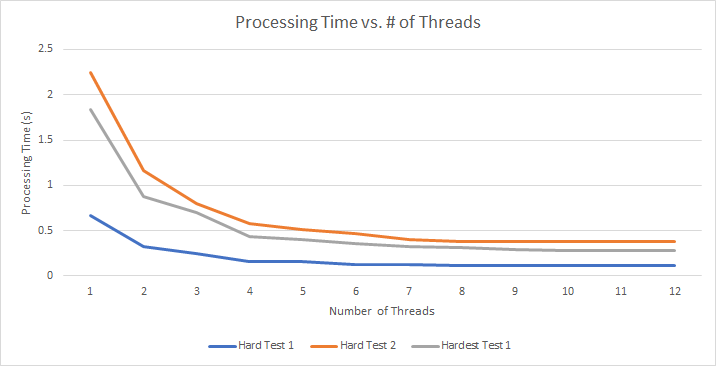 Processing Time vs. # of Threads
2.5
2
1.5
1
0.5
0
Processing Time (s)
1 2 3 4 5 6 7 8 9 10 11 12
Number of Threads
Hard Test 1 Hard Test 2 Hardest Test 1